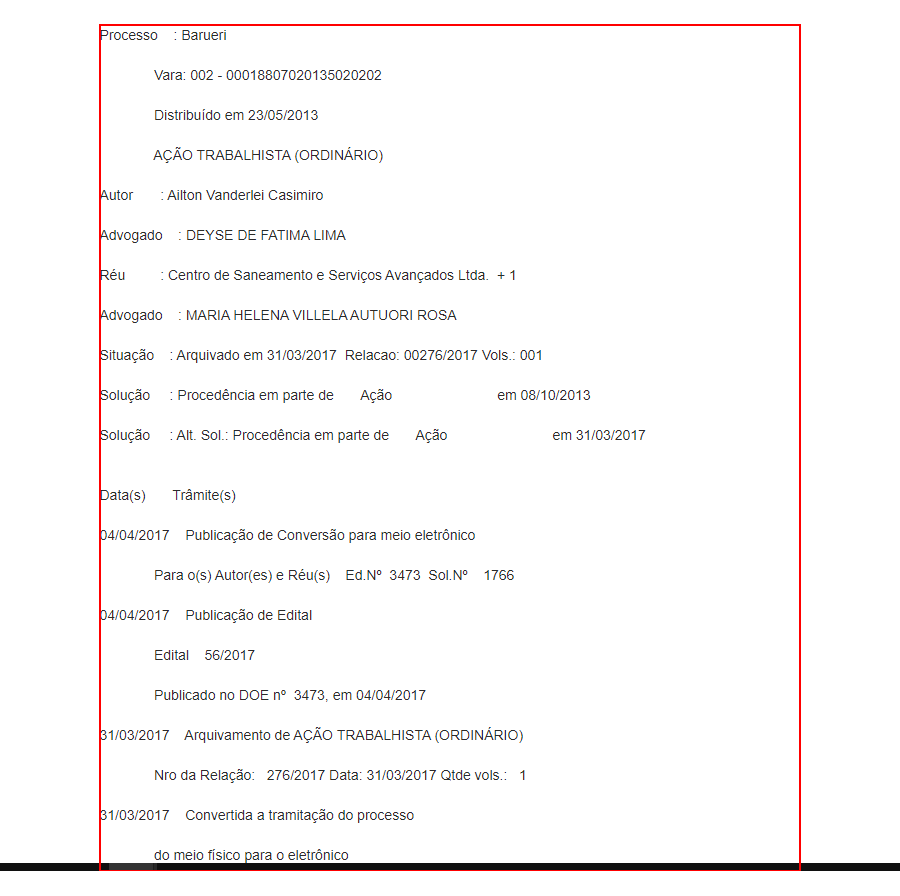 Processo : Barueri
Vara: 002 - 00018807020135020202
Distribuído em 23/05/2013
AÇÃO TRABALHISTA (ORDINÁRIO)
Autor : Ailton Vanderlei Casimiro
Advogado : DEYSE DE FATIMA LIMA
Réu : Centro de Saneamento e Serviços Avançados Ltda. + 1
Advogado : MARIA HELENA VILLELA AUTUORI ROSA
Situação : Arquivado em 31/03/2017 Relacao: 00276/2017 Vols.: 001
Solução : Procedência em parte de Ação em 08/10/2013
Solução : Alt. Sol.: Procedência em parte de Ação em 31/03/2017
Data(s) Trâmite(s)
04/04/2017 Publicação de Conversão para meio eletrônico
Para o(s) Autor(es) e Réu(s) Ed.Nº 3473 Sol.Nº 1766
04/04/2017 Publicação de Edital
Edital 56/2017
Publicado no DOE nº 3473, em 04/04/2017
31/03/2017 Arquivamento de AÇÃO TRABALHISTA (ORDINÁRIO)
Nro da Relação: 276/2017 Data: 31/03/2017 Qtde vols.: 1
31/03/2017 Convertida a tramitação do processo
do meio físico para o eletrônico